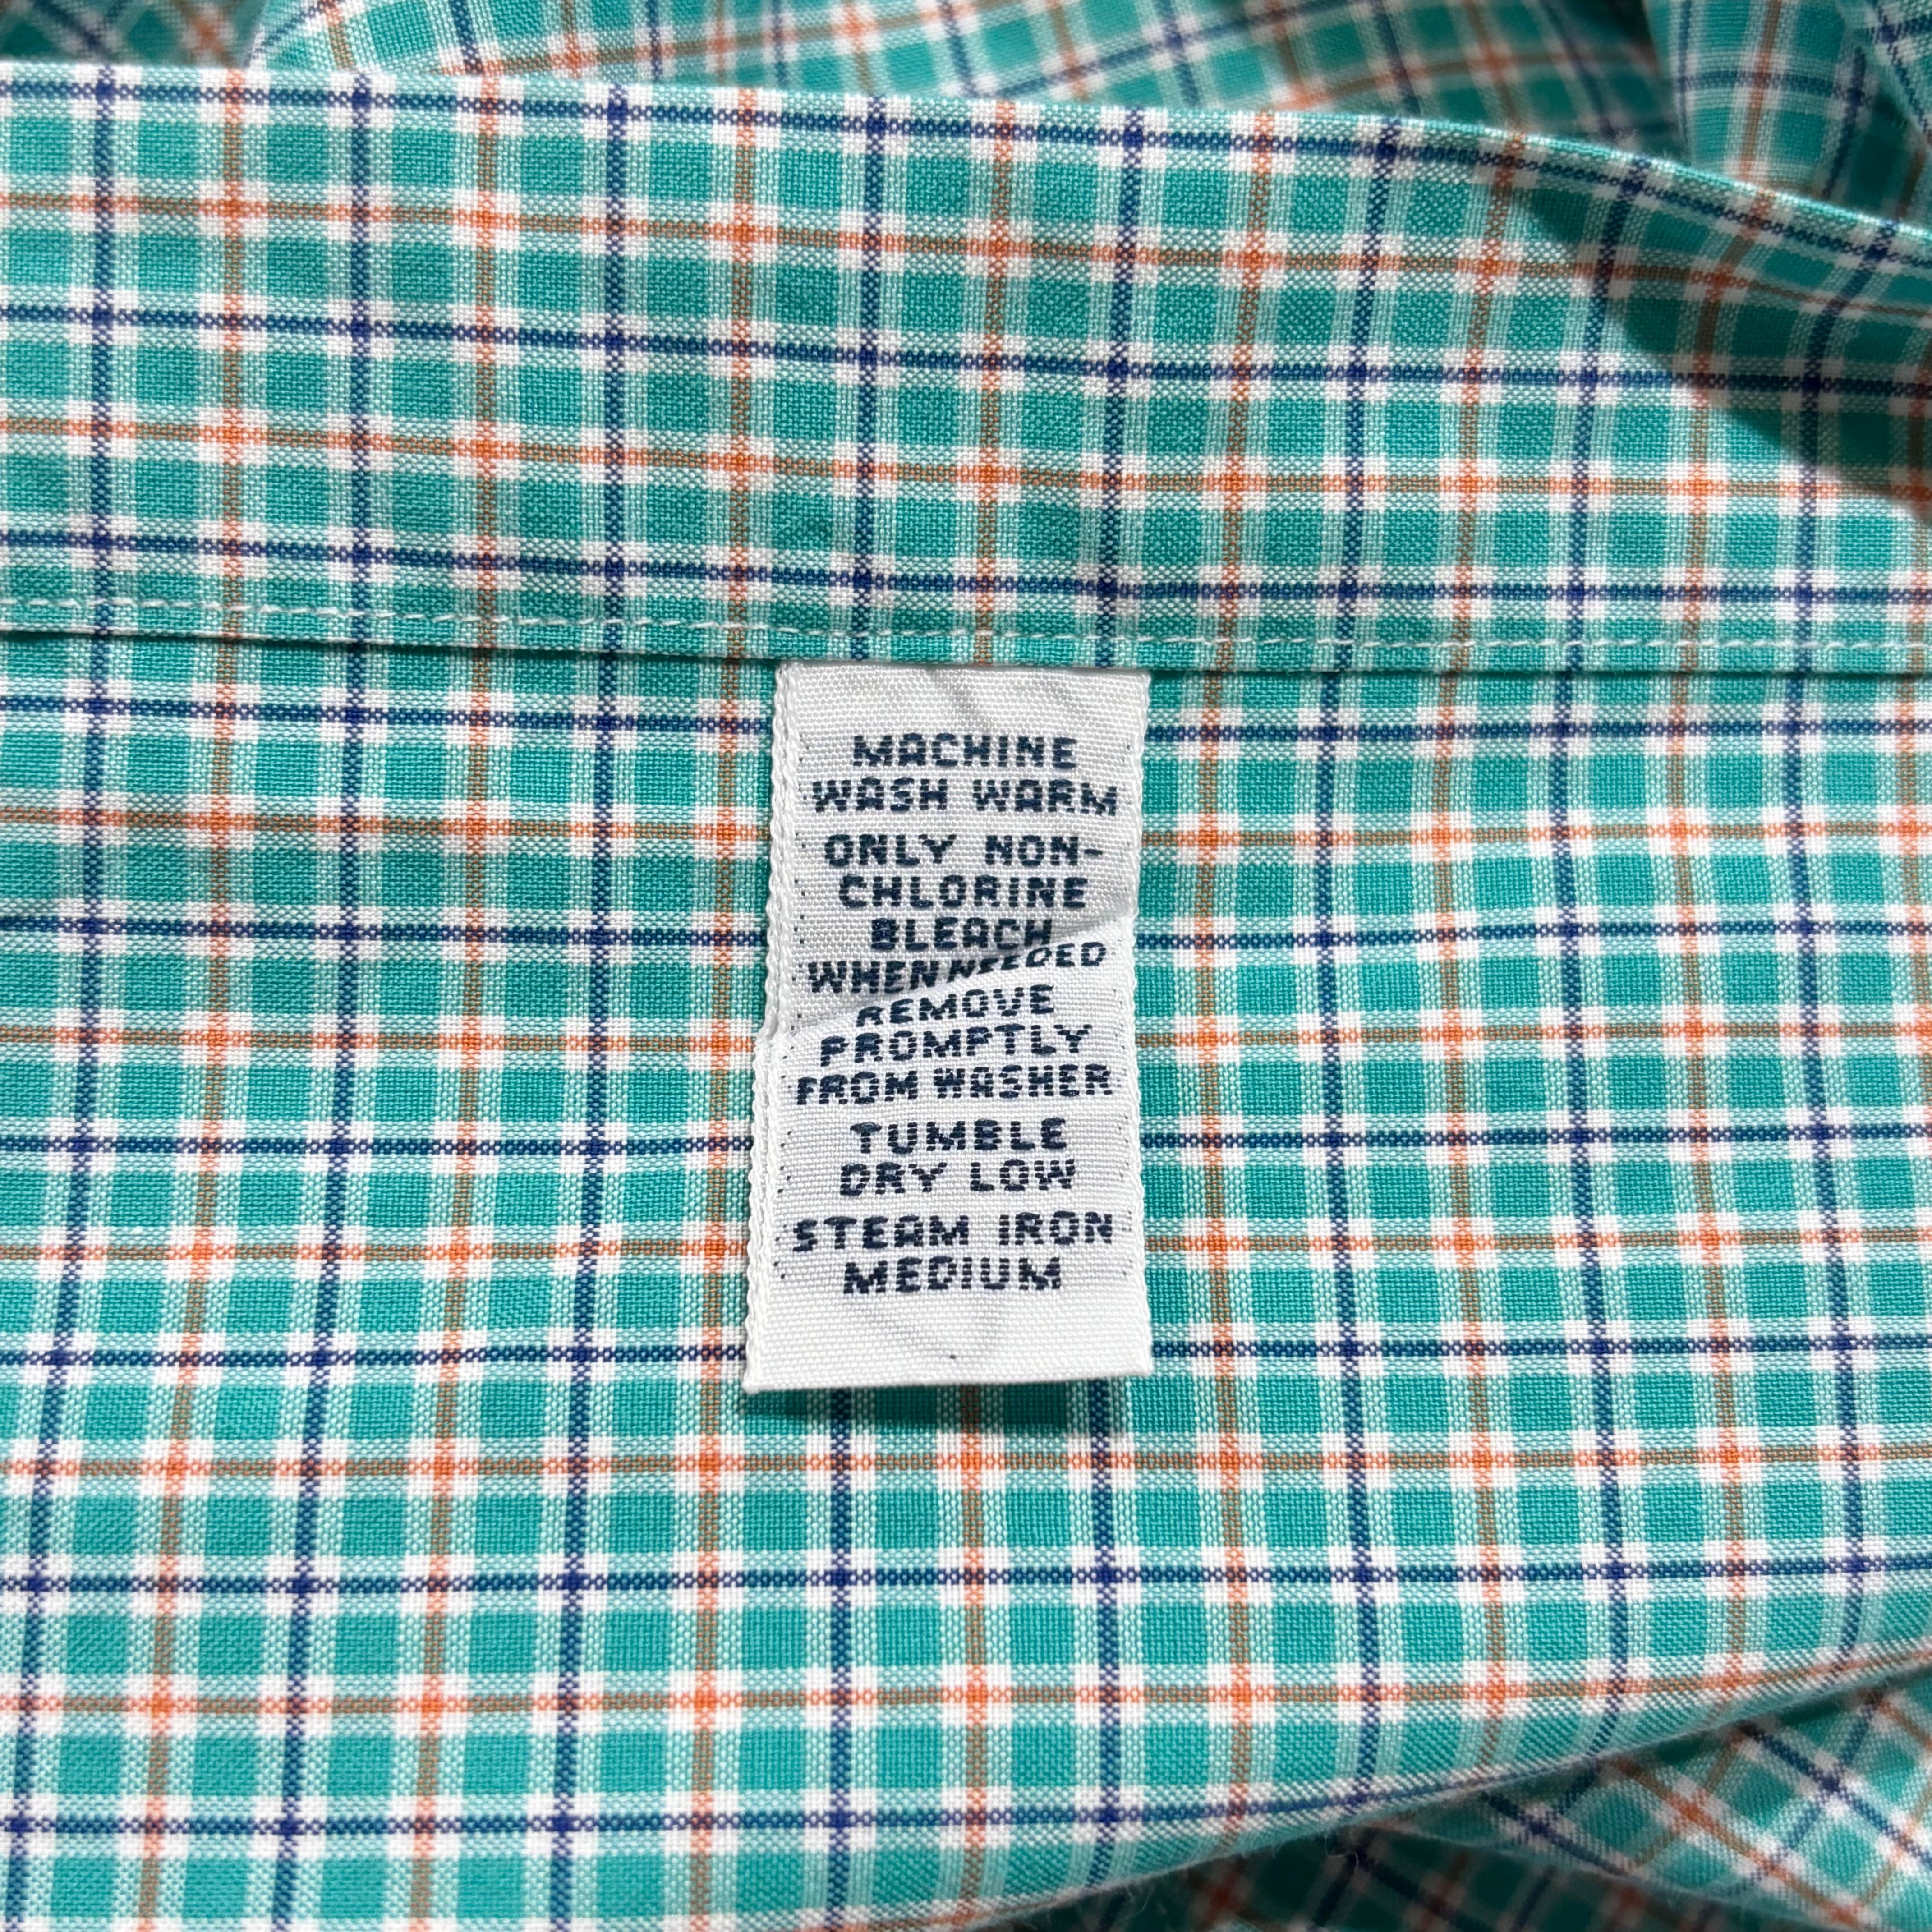 MACHINE
WASH WARM
ONLY NON-
CHLORINE
BLEACH
WHEN NEEDED
REMOVE
PROMPTLY
FROM WASHER
TUMBLE
DRY LOW
STEAM IRON
MEDIUM